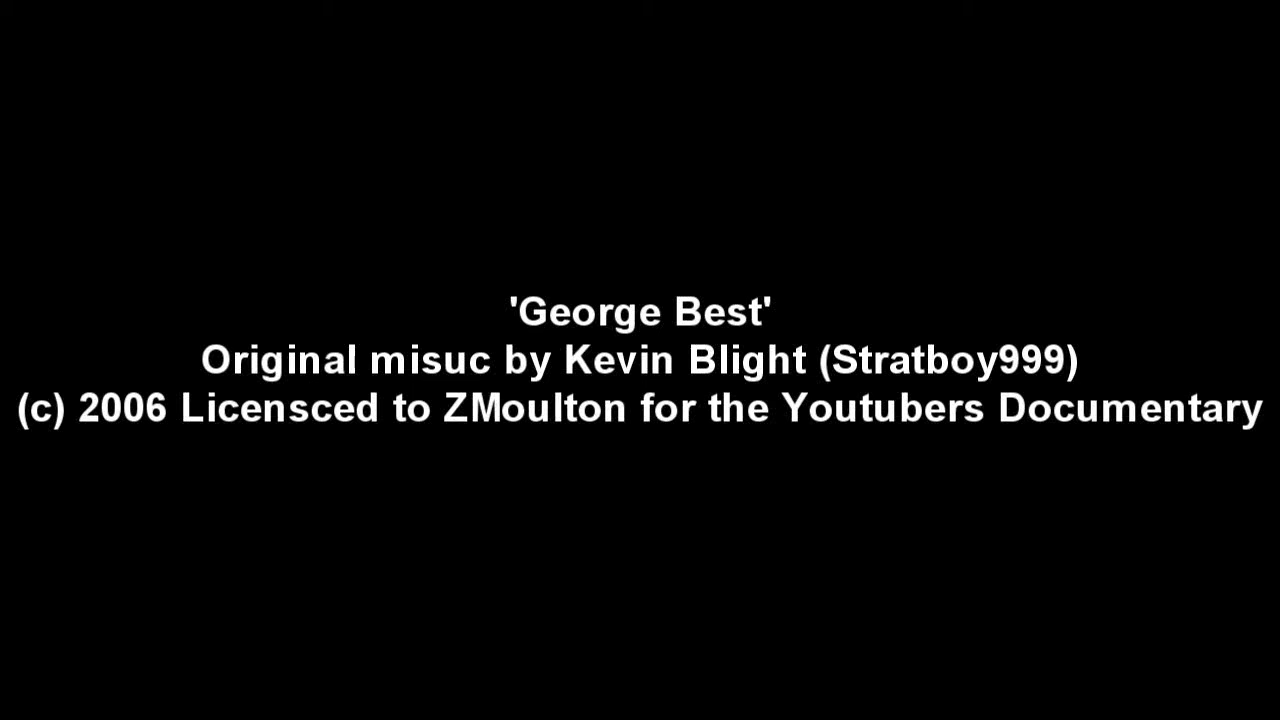 'George Best'
Original misuc by Kevin Blight (Stratboy999)
(c) 2006 Licensced to ZMoulton for the Youtubers Documentary